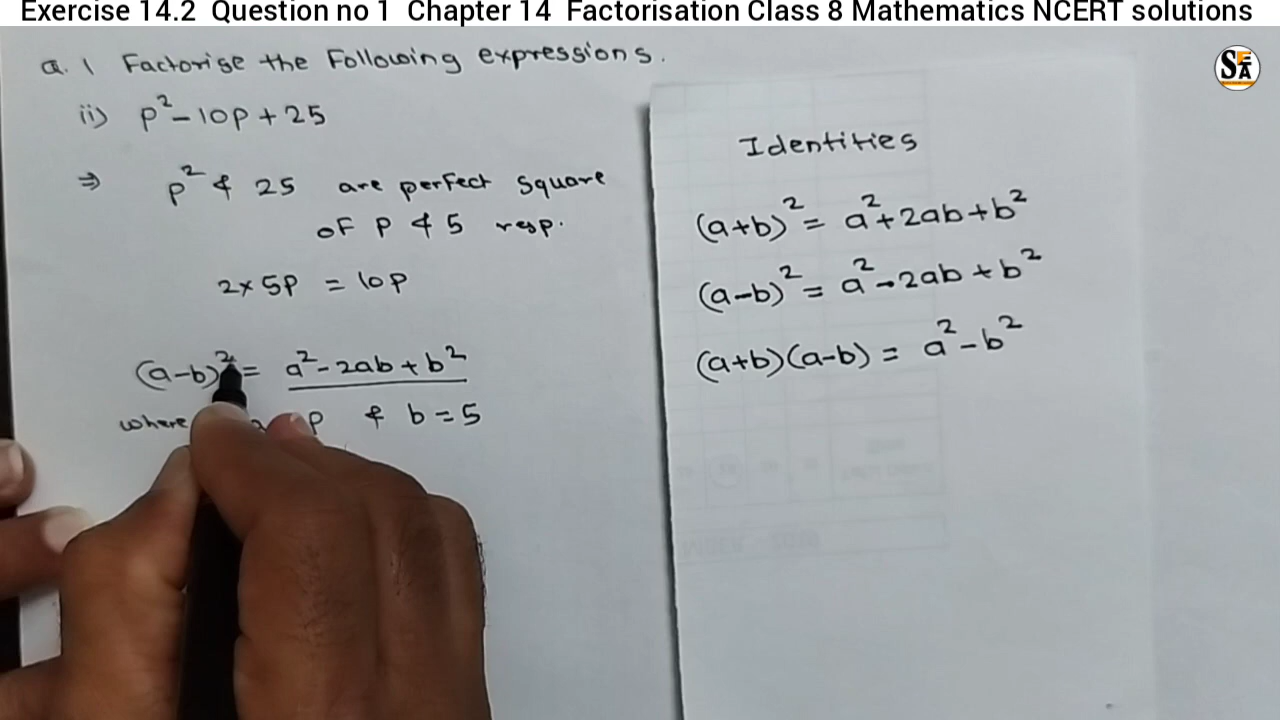 Exercise 14.2 Question no 1 Chapter 14 Factorisation Class 8 Mathematics NCERT solutions
SFA
Q. 1 Factorise the Following expressions.
ii) p² - 10p + 25
⇒ p² & 25 are perfect square
of p & 5 resp.
2 × 5p = 10p
(a-b)² = a² - 2ab + b²
where p & b = 5
Identities
(a+b)² = a² + 2ab + b²
(a-b)² = a² - 2ab + b²
(a+b)(a-b) = a² - b²